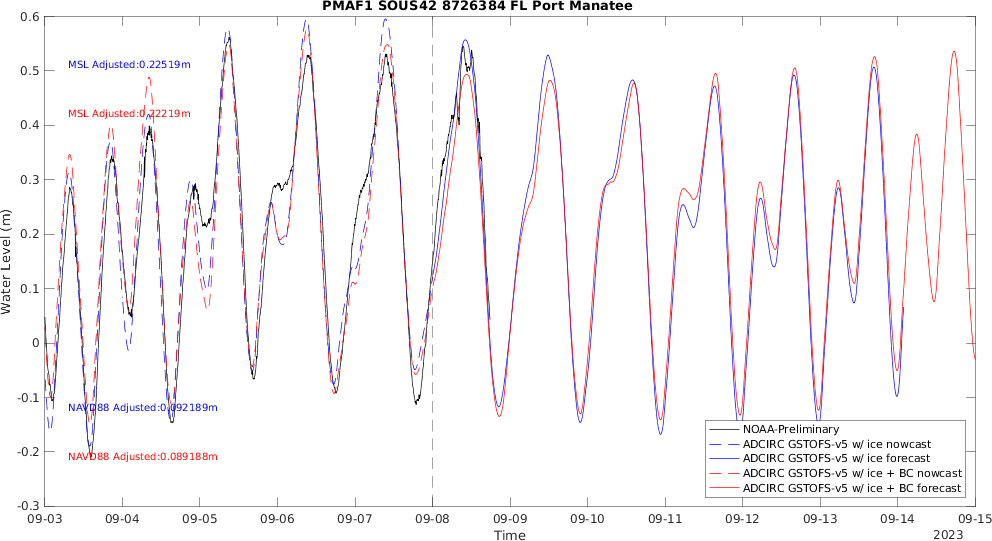 PMAF1 SOUS42 8726384 FL Port Manatee
0.6
0.5
0.4
0.3
0.2
0.1
0
-0.1
-0.2
-0.3
Water Level (m)
MSL Adjusted:0.22519m
MSL Adjusted:0.22219m
NAVD88 Adjusted:0.092189m
NAVD88 Adjusted:0.089188m
NOAA-Preliminary
ADCIRC GSTOFS-v5 w/ ice nowcast
ADCIRC GSTOFS-v5 w/ ice forecast
ADCIRC GSTOFS-v5 w/ ice + BC nowcast
ADCIRC GSTOFS-v5 w/ ice + BC forecast
09-03 09-04 09-05 09-06 09-07 09-08 09-09 09-10 09-11 09-12 09-13 09-14 09-15
Time
2023